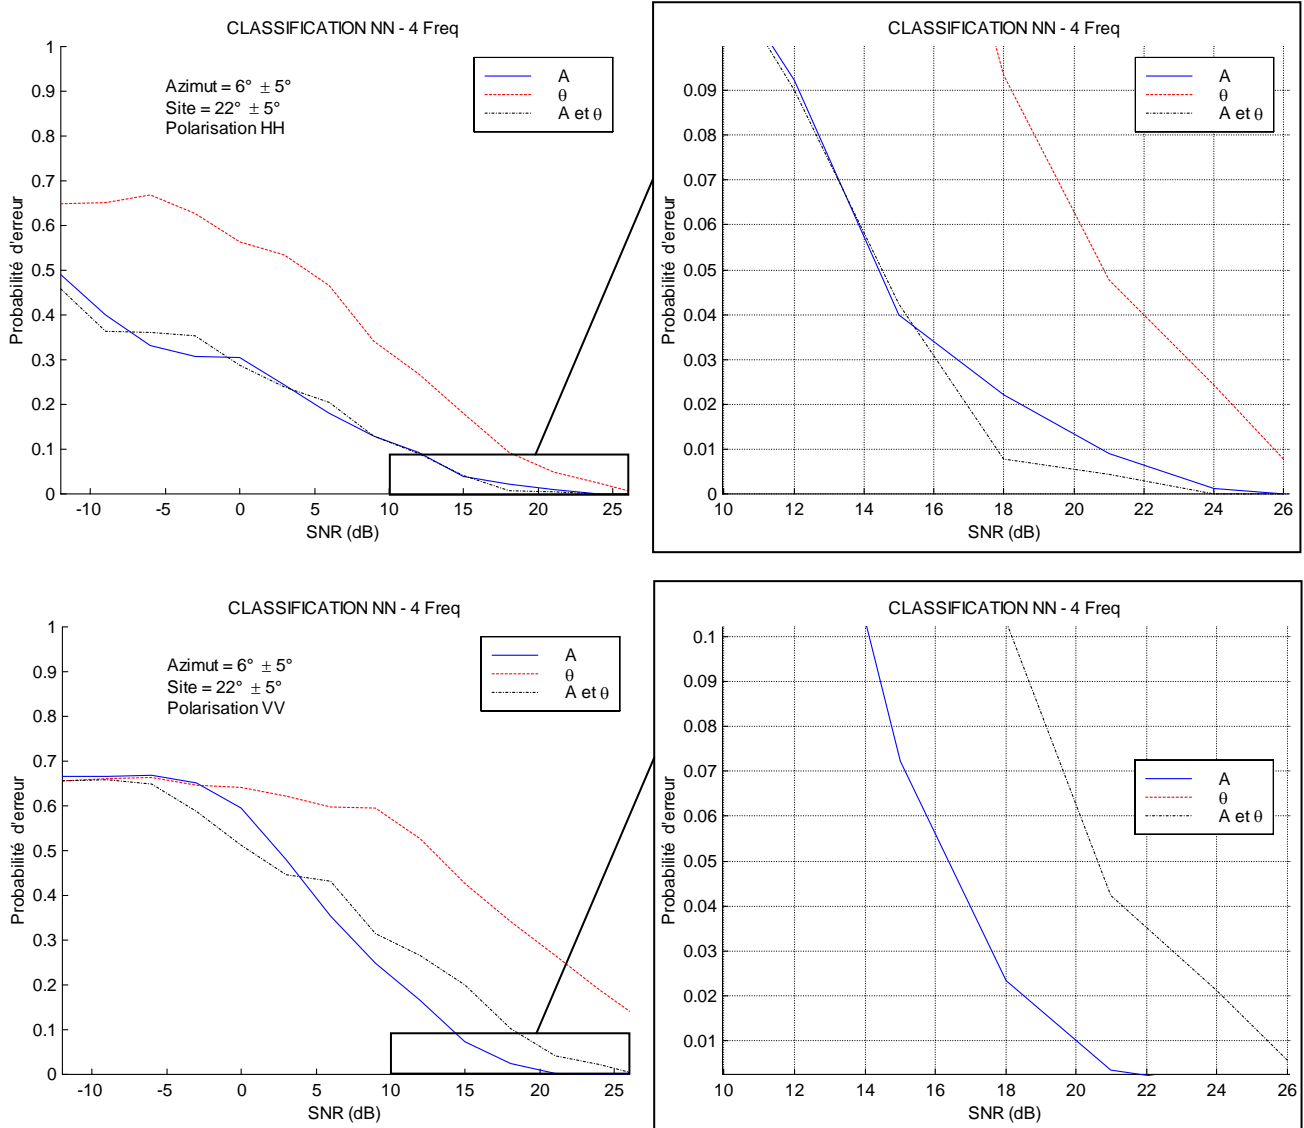 CLASSIFICATION NN - 4 Freq
1
0.9
0.8
0.7
0.6
0.5
0.4
0.3
0.2
0.1
0
Probabilité d'erreur
Azimut = 6° ± 5°
Site = 22° ± 5°
Polarisation HH
A
θ
A et θ
-10 -5 0 5 10 15 20 25
SNR (dB)
CLASSIFICATION NN - 4 Freq
0.09
0.08
0.07
0.06
0.05
0.04
0.03
0.02
0.01
0
Probabilité d'erreur
A
θ
A et θ
10 12 14 16 18 20 22 24 26
SNR (dB)
CLASSIFICATION NN - 4 Freq
1
0.9
0.8
0.7
0.6
0.5
0.4
0.3
0.2
0.1
0
Probabilité d'erreur
Azimut = 6° ± 5°
Site = 22° ± 5°
Polarisation VV
A
θ
A et θ
-10 -5 0 5 10 15 20 25
SNR (dB)
CLASSIFICATION NN - 4 Freq
0.1
0.09
0.08
0.07
0.06
0.05
0.04
0.03
0.02
0.01
Probabilité d'erreur
A
θ
A et θ
10 12 14 16 18 20 22 24 26
SNR (dB)